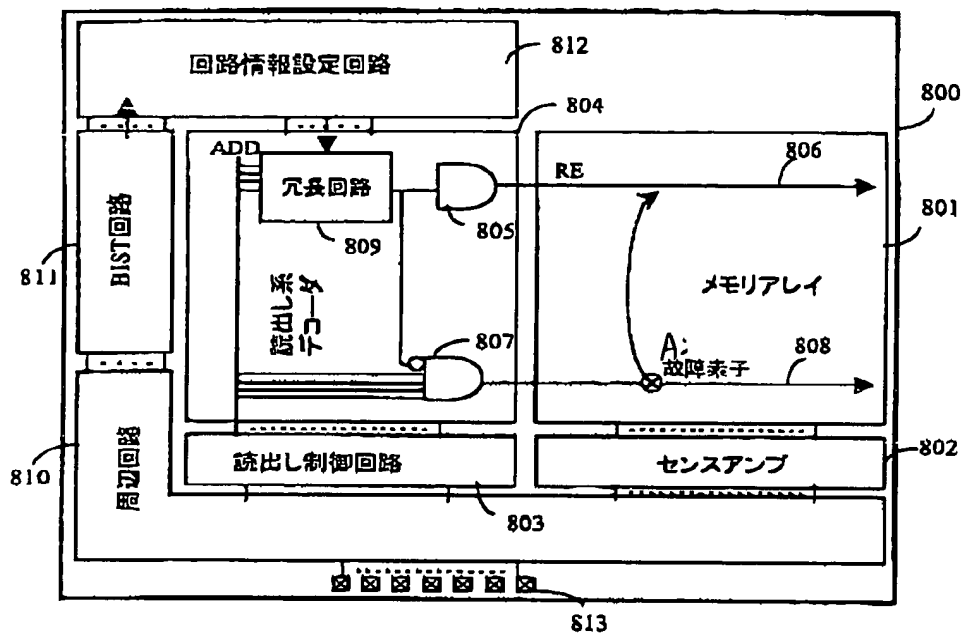 回路情報設定回路
812
804
800
ADD
冗長回路
809
805
RE
806
801
BIST回路
811
読出し系
デコーダ
807
メモリアレイ
A:
故障素子
808
810
周辺回路
読出し制御回路
803
センスアンプ
802
813